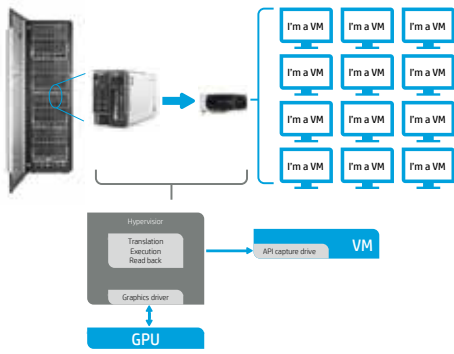 I'm a VM I'm a VM I'm a VM
I'm a VM I'm a VM I'm a VM
I'm a VM I'm a VM I'm a VM
I'm a VM I'm a VM I'm a VM
Hypervisior
Translation
Execution
Read back
API capture drive VM
Graphics driver
GPU